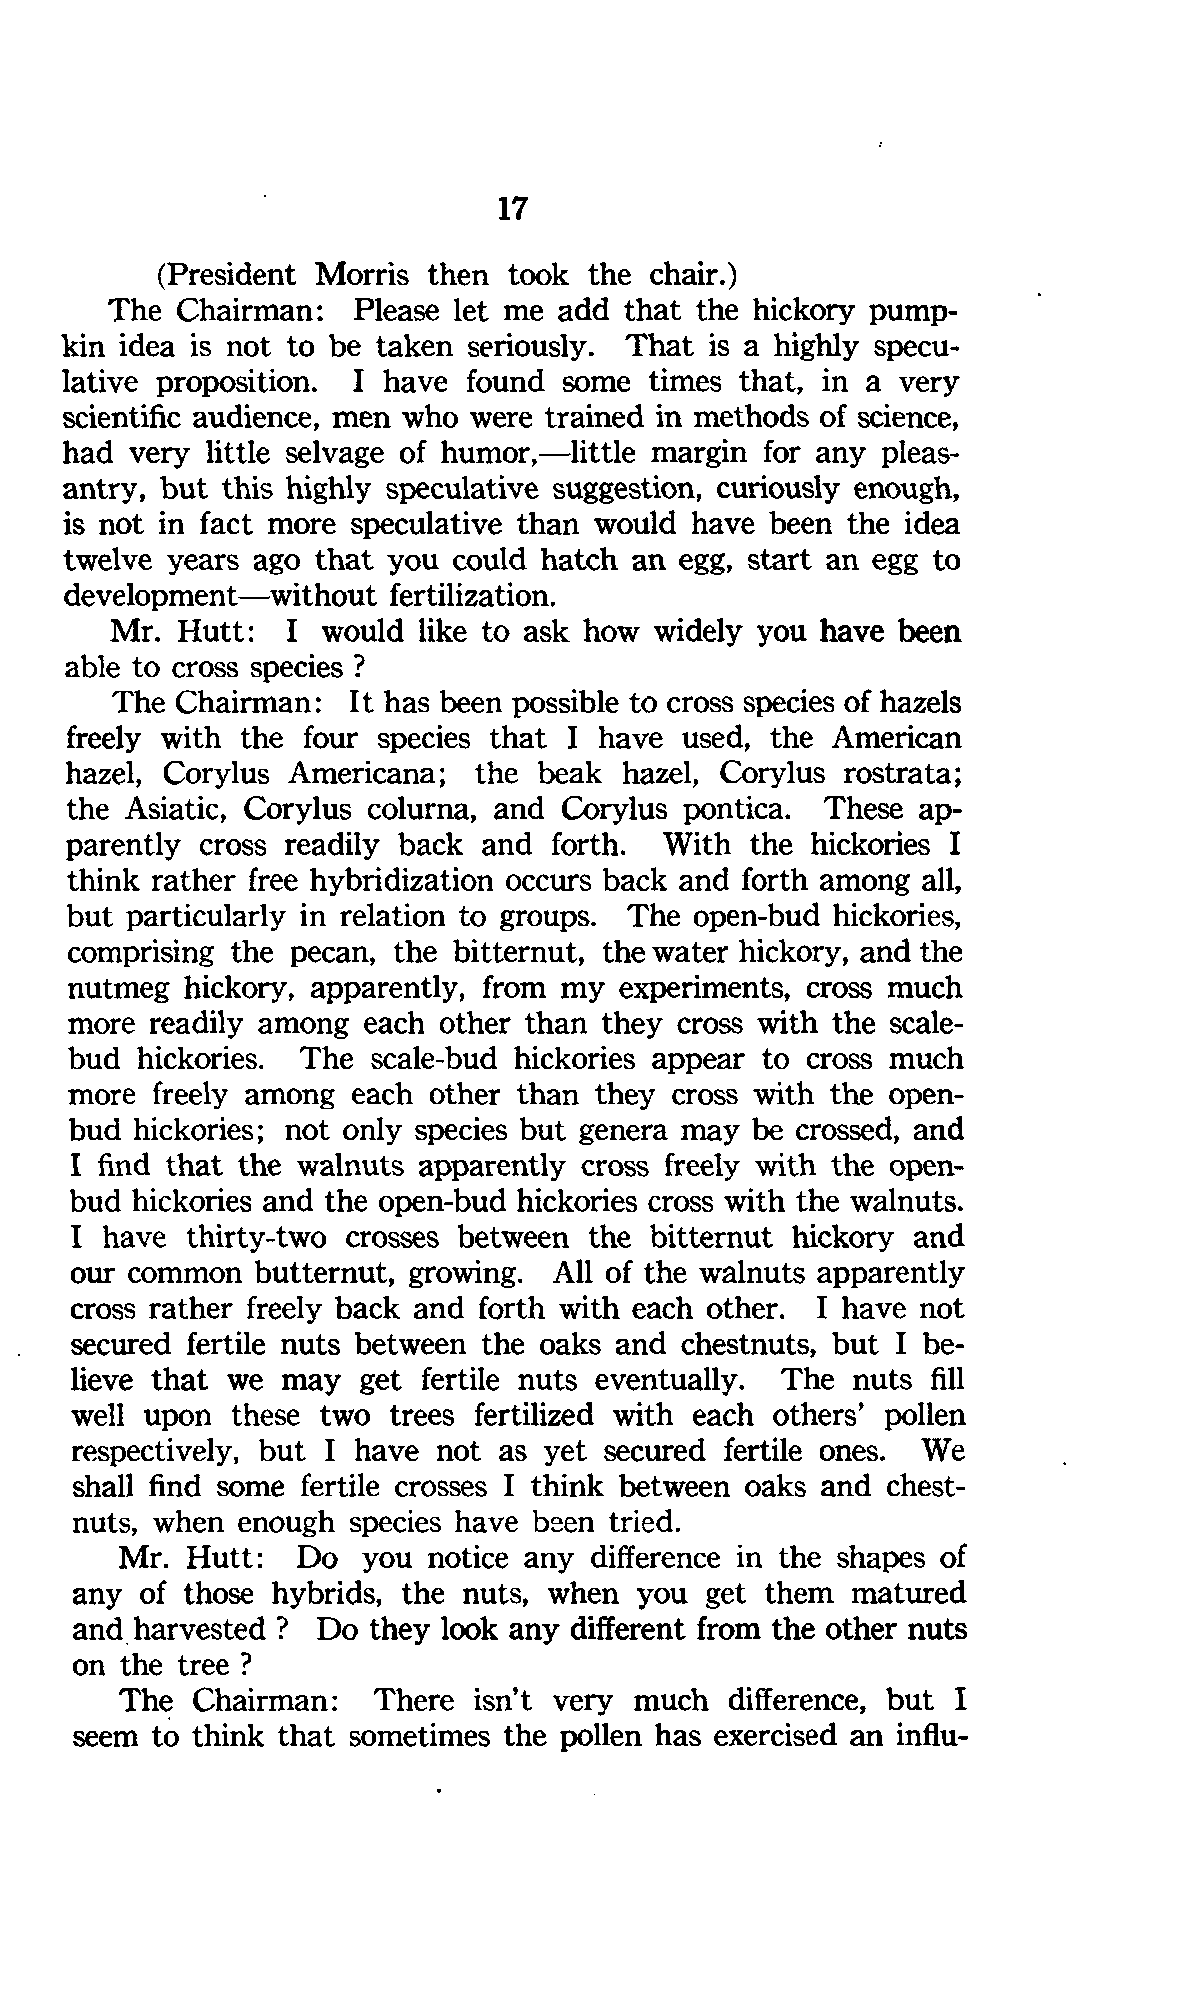 17
(President Morris then took the chair.)
The Chairman: Please let me add that the hickory pump-
kin idea is not to be taken seriously. That is a highly specu-
lative proposition. I have found some times that, in a very
scientific audience, men who were trained in methods of science,
had very little selvage of humor,—little margin for any pleas-
antry, but this highly speculative suggestion, curiously enough,
is not in fact more speculative than would have been the idea
twelve years ago that you could hatch an egg, start an egg to
development—without fertilization.
Mr. Hutt: I would like to ask how widely you have been
able to cross species ?
The Chairman: It has been possible to cross species of hazels
freely with the four species that I have used, the American
hazel, Corylus Americana; the beak hazel, Corylus rostrata;
the Asiatic, Corylus colurna, and Corylus pontica. These ap-
parently cross readily back and forth. With the hickories I
think rather free hybridization occurs back and forth among all,
but particularly in relation to groups. The open-bud hickories,
comprising the pecan, the bitternut, the water hickory, and the
nutmeg hickory, apparently, from my experiments, cross much
more readily among each other than they cross with the scale-
bud hickories. The scale-bud hickories appear to cross much
more freely among each other than they cross with the open-
bud hickories; not only species but genera may be crossed, and
I find that the walnuts apparently cross freely with the open-
bud hickories and the open-bud hickories cross with the walnuts.
I have thirty-two crosses between the bitternut hickory and
our common butternut, growing. All of the walnuts apparently
cross rather freely back and forth with each other. I have not
secured fertile nuts between the oaks and chestnuts, but I be-
lieve that we may get fertile nuts eventually. The nuts fill
well upon these two trees fertilized with each others' pollen
respectively, but I have not as yet secured fertile ones. We
shall find some fertile crosses I think between oaks and chest-
nuts, when enough species have been tried.
Mr. Hutt: Do you notice any difference in the shapes of
any of those hybrids, the nuts, when you get them matured
and harvested ? Do they look any different from the other nuts
on the tree ?
The Chairman: There isn't very much difference, but I
seem to think that sometimes the pollen has exercised an influ-